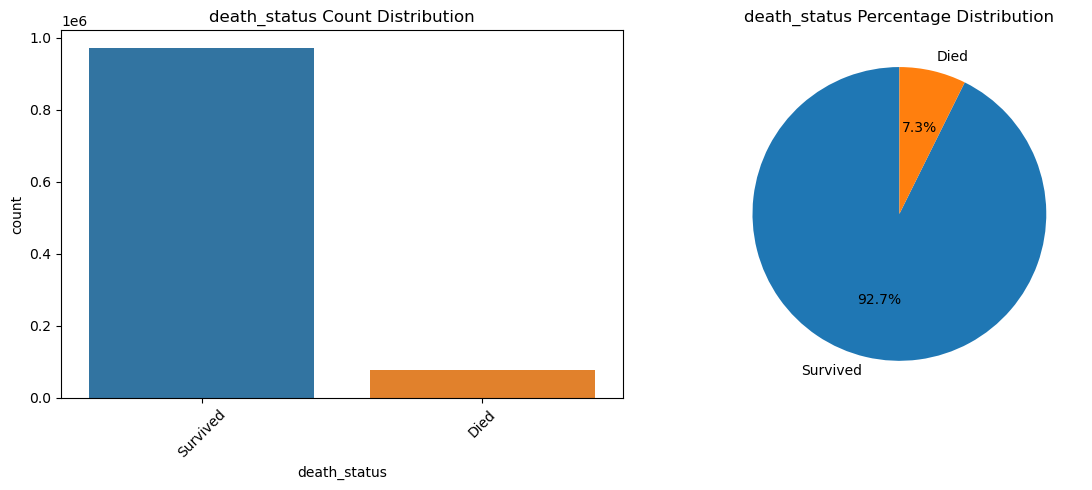 death_status Count Distribution
1e6
1.0
0.8
0.6
0.4
0.2
0.0
count
Survived
Died
death_status
death_status Percentage Distribution
Died
7.3%
92.7%
Survived